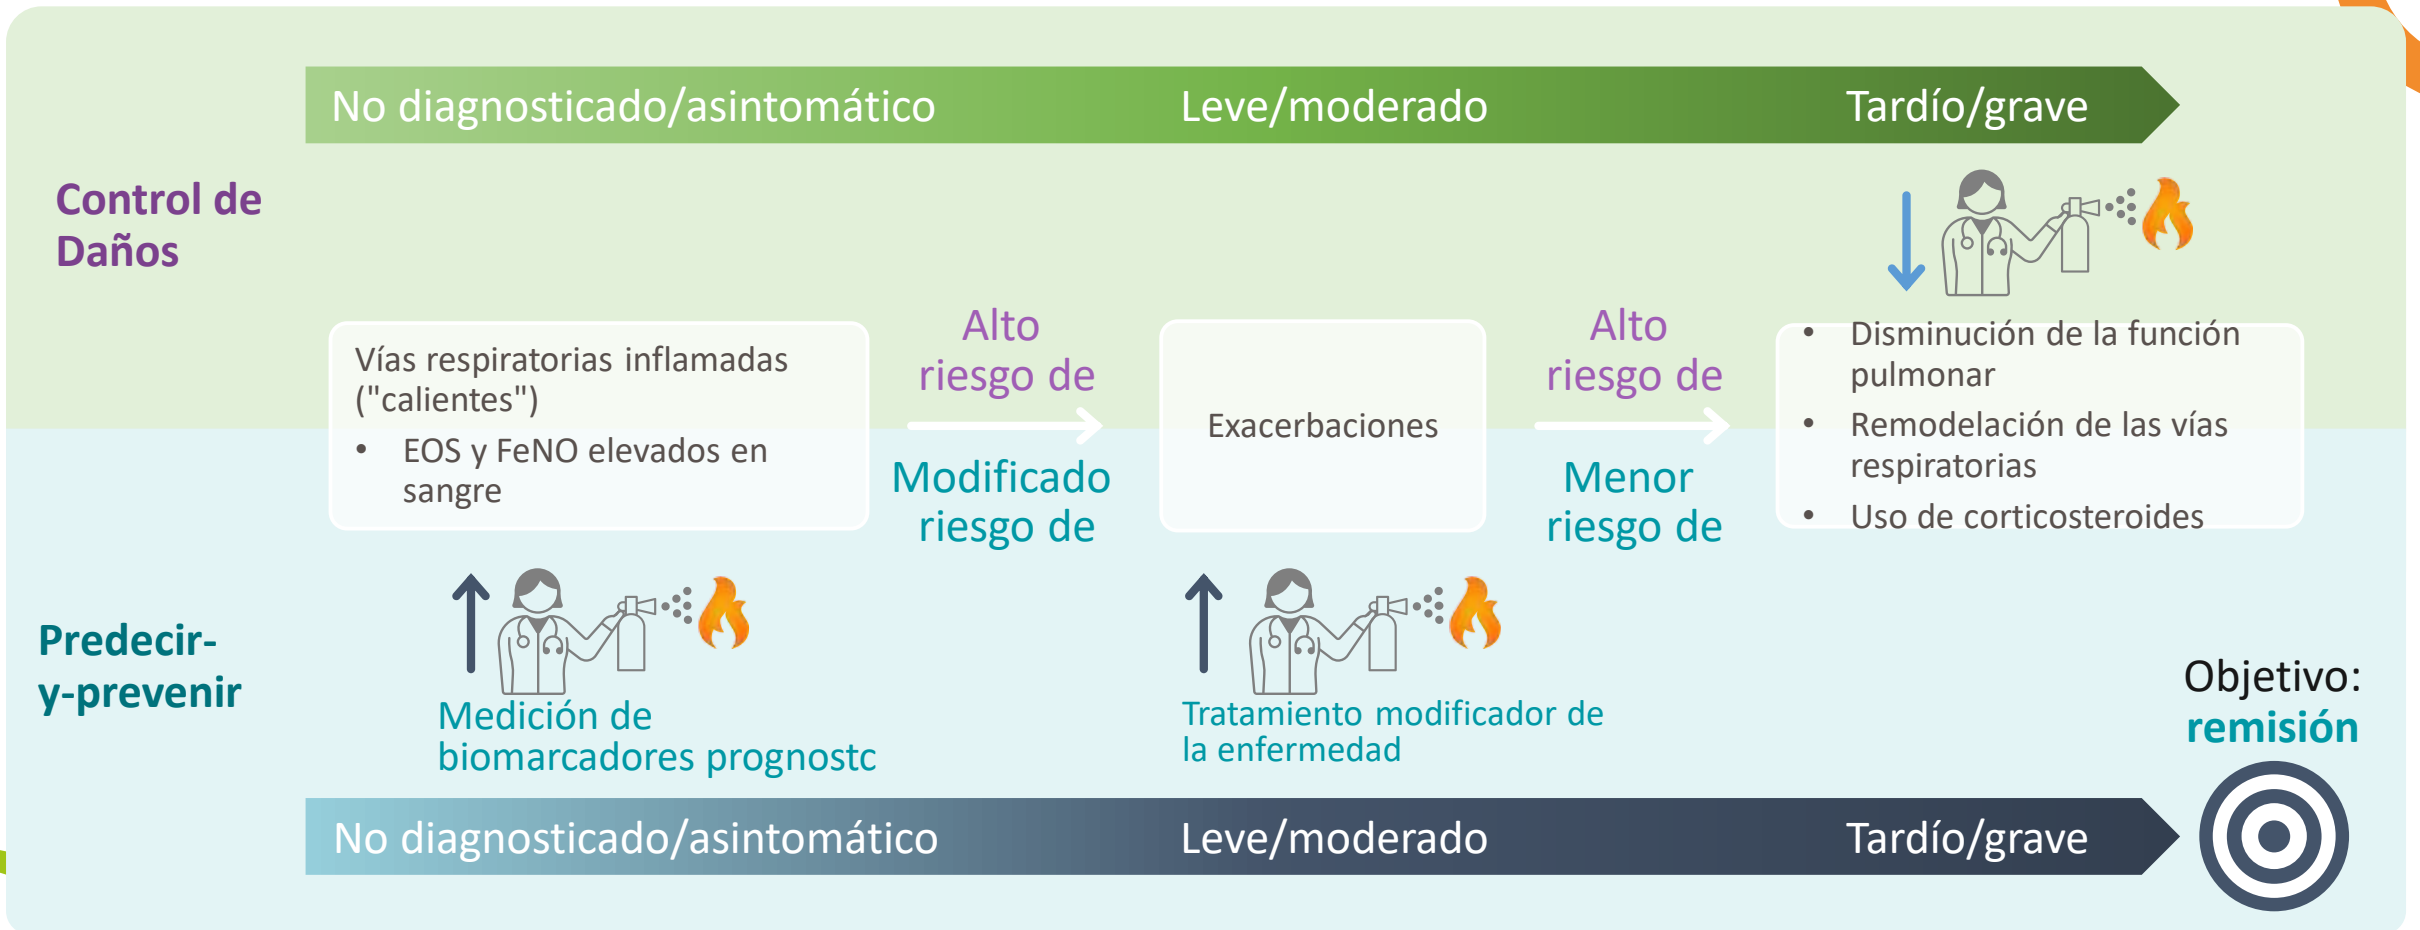 No diagnosticado/asintomático
Leve/moderado
Tardío/grave
Control de
Daños
Vías respiratorias inflamadas
("calientes")
• EOS y FeNO elevados en
sangre
Alto
riesgo de
Modificado
riesgo de
Exacerbaciones
Alto
riesgo de
Menor
riesgo de
• Disminución de la función
pulmonar
• Remodelación de las vías
respiratorias
• Uso de corticosteroides
Predecir-
y-prevenir
Medición de
biomarcadores prognostc
Tratamiento modificador de
la enfermedad
Objetivo:
remisión
No diagnosticado/asintomático
Leve/moderado
Tardío/grave